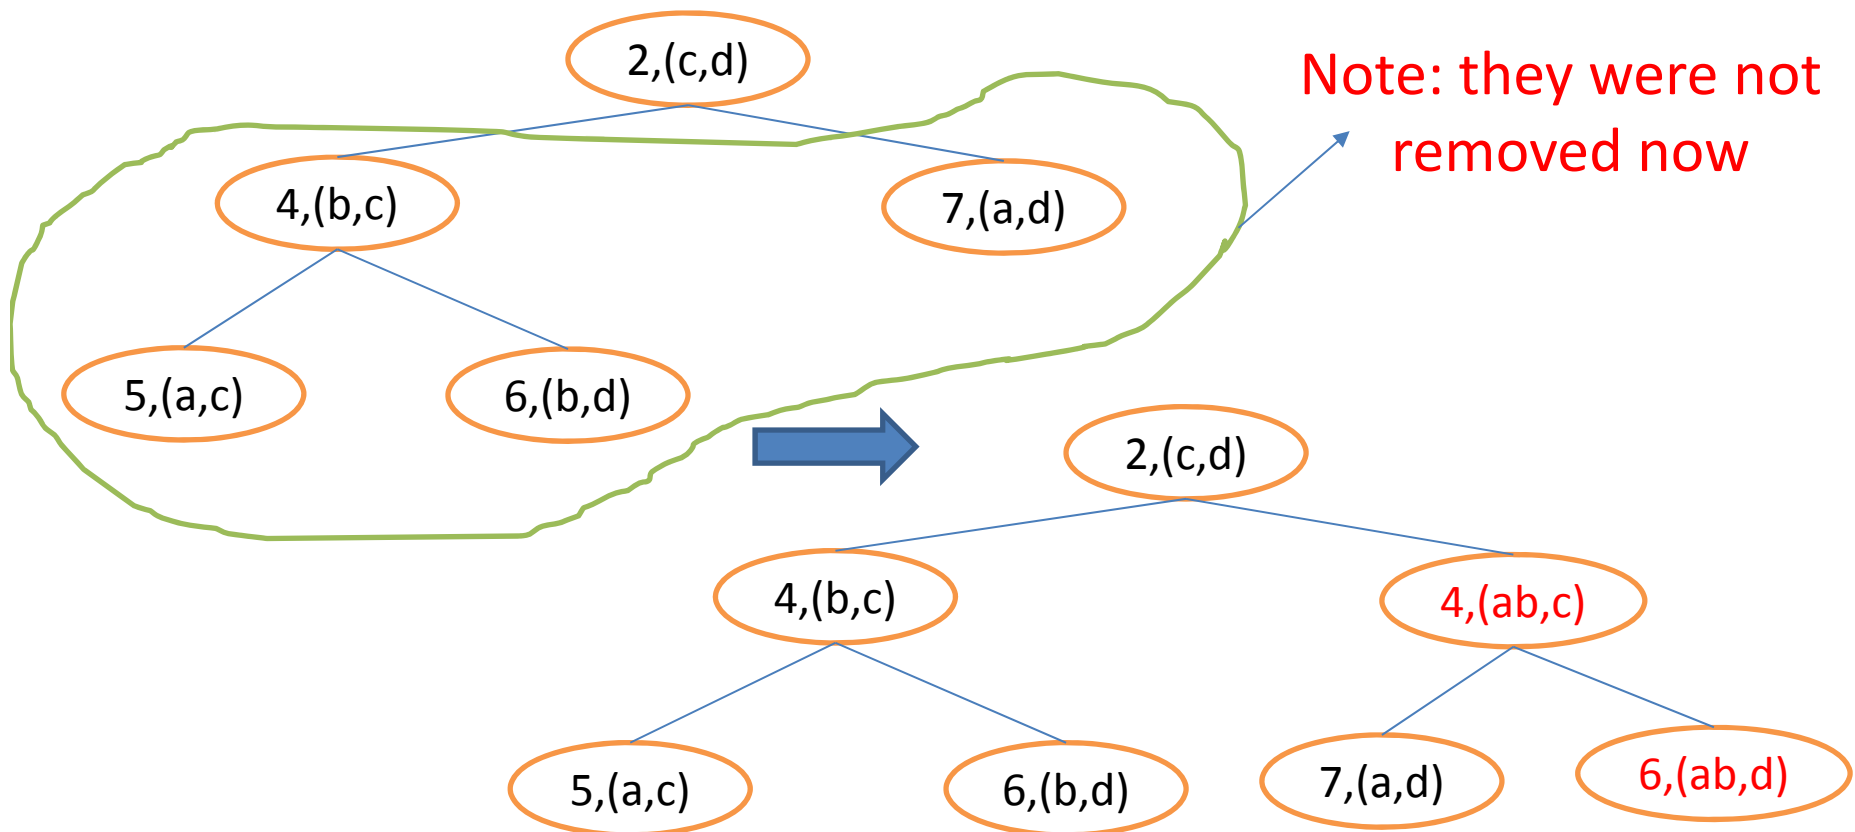 2,(c,d)
Note: they were not
removed now
4,(b,c)
7,(a,d)
5,(a,c)
6,(b,d)
2,(c,d)
4,(b,c)
4,(ab,c)
5,(a,c)
6,(b,d)
7,(a,d)
6,(ab,d)